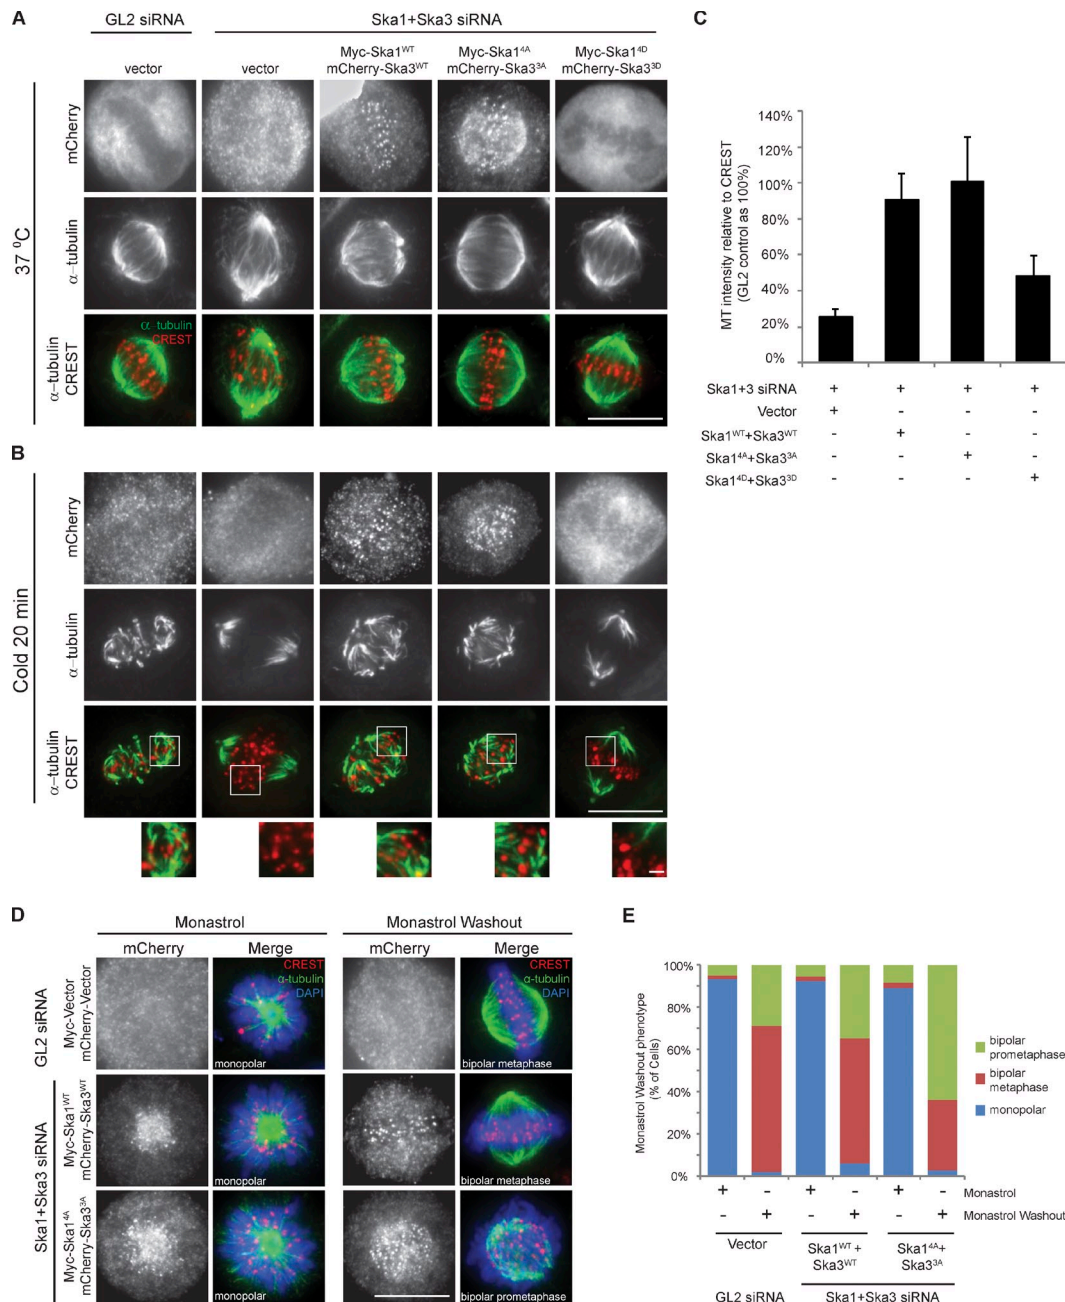 A
GL2 siRNA
Ska1+Ska3 siRNA
vector
vector
Myc-Ska1WT
mCherry-Ska3WT
Myc-Ska14A
mCherry-Ska33A
Myc-Ska14D
mCherry-Ska33D
37 ºC
mCherry
α-tubulin
α-tubulin
CREST
α-tubulin
CREST
B
Cold 20 min
mCherry
α-tubulin
α-tubulin
CREST
C
MT intensity relative to CREST
(GL2 control as 100%)
140%
120%
100%
80%
60%
40%
20%
0%
Ska1+3 siRNA + + + +
Vector + - - -
Ska1WT+Ska3WT - + - -
Ska14A+Ska33A - - + -
Ska14D+Ska33D - - - +
D
Monastrol
Monastrol Washout
mCherry
Merge
mCherry
Merge
GL2 siRNA
Myc-Vector
mCherry-Vector
CREST
α-tubulin
DAPI
monopolar
CREST
α-tubulin
DAPI
bipolar metaphase
Ska1+Ska3 siRNA
Myc-Ska1WT
mCherry-Ska3WT
monopolar
bipolar metaphase
Myc-Ska14A
mCherry-Ska33A
monopolar
bipolar prometaphase
E
Monastrol Washout phenotype
(% of Cells)
100%
80%
60%
40%
20%
0%
bipolar
prometaphase
bipolar
metaphase
monopolar
+ - + - + - Monastrol
- + - + - + Monastrol Washout
Vector
Ska1WT +
Ska3WT
Ska14A+
Ska33A
GL2 siRNA
Ska1+Ska3 siRNA